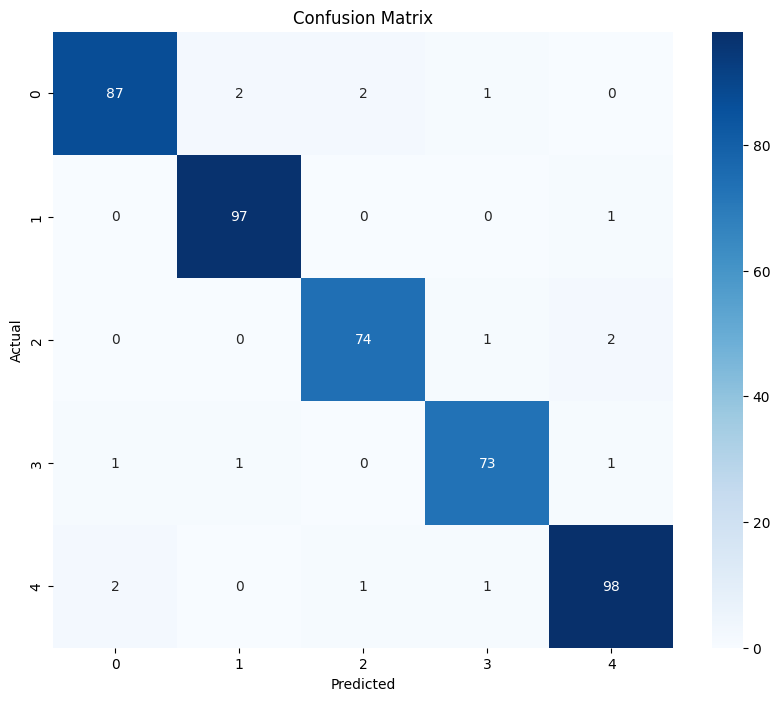 Confusion Matrix
0 87 2 2 1 0
1 0 97 0 0 1
2 0 0 74 1 2
3 1 1 0 73 1
4 2 0 1 1 98
0 1 2 3 4
Predicted
Actual
80
60
40
20
0